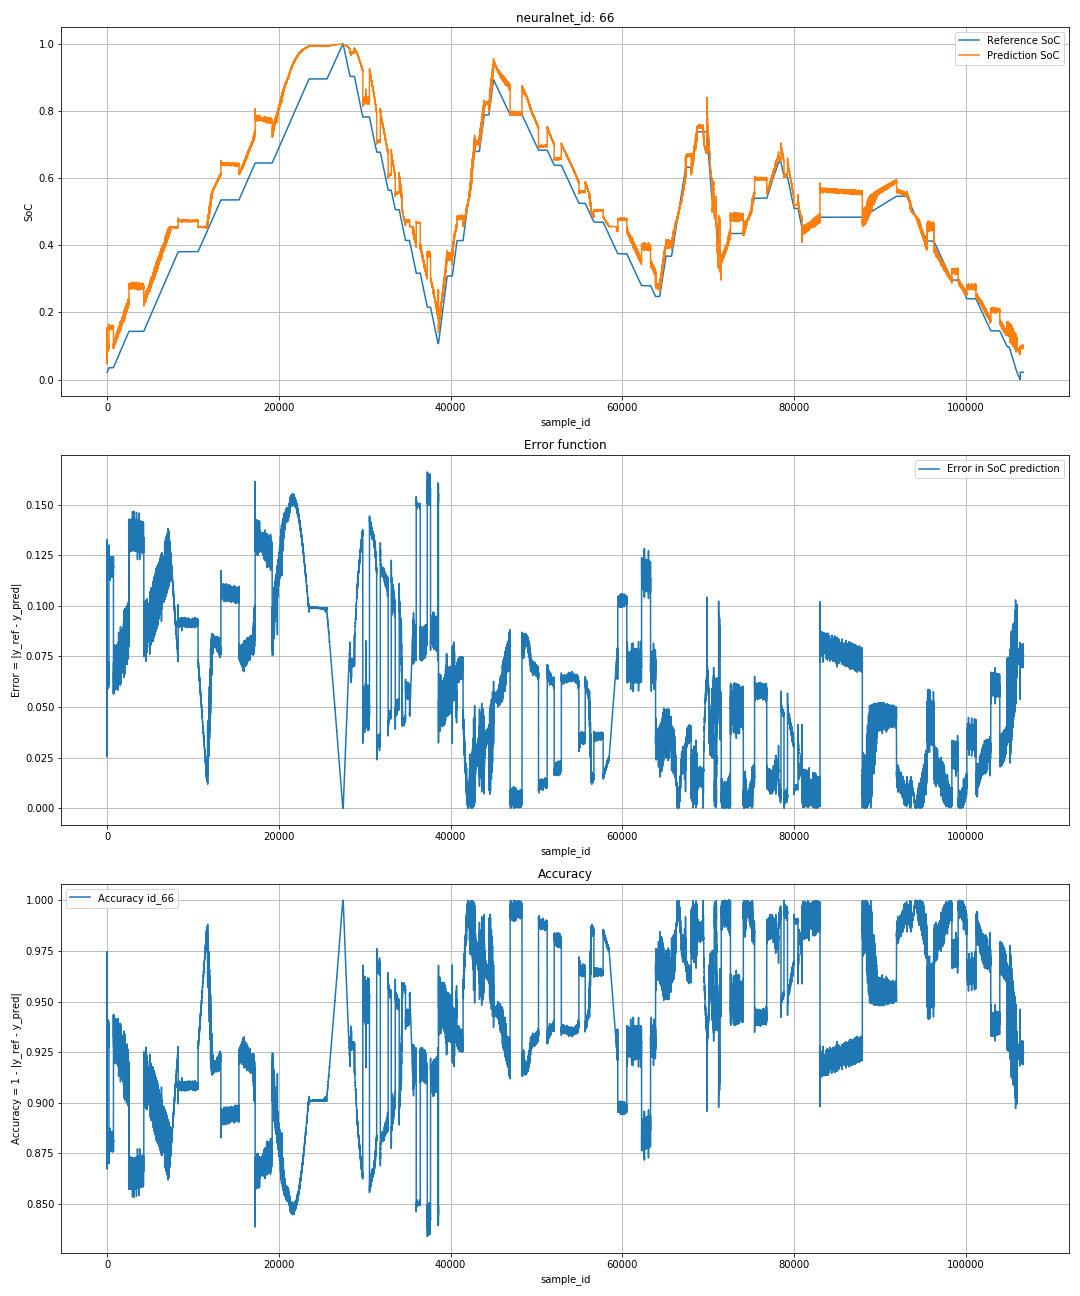 neuralnet_id: 66
Reference SoC
Prediction SoC
1.0
0.8
0.6
0.4
0.2
0.0
SoC
0 20000 40000 60000 80000 100000
sample_id
Error function
Error in SoC prediction
0.150
0.125
0.100
0.075
0.050
0.025
0.000
Error = |y_ref - y_pred|
0 20000 40000 60000 80000 100000
sample_id
Accuracy
Accuracy id_66
1.000
0.975
0.950
0.925
0.900
0.875
0.850
Accuracy = 1 - |y_ref - y_pred|
0 20000 40000 60000 80000 100000
sample_id